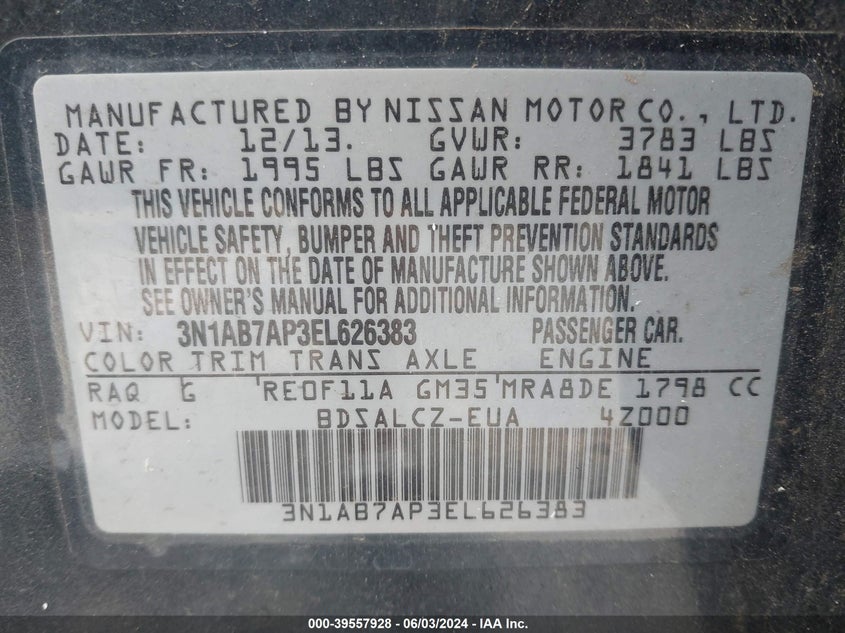 MANUFACTURED BY NISSAN MOTOR CO., LTD.
DATE: 12/13. GVWR: 3783 LBS
GAWR FR: 1995 LBS GAWR RR: 1841 LBS
THIS VEHICLE CONFORMS TO ALL APPLICABLE FEDERAL MOTOR
VEHICLE SAFETY, BUMPER AND THEFT PREVENTION STANDARDS
IN EFFECT ON THE DATE OF MANUFACTURE SHOWN ABOVE.
SEE OWNER'S MANUAL FOR ADDITIONAL INFORMATION.
VIN: 3N1AB7AP3EL626383 PASSENGER CAR.
COLOR TRIM TRANS AXLE ENGINE
RAQ G RE0F11A GM35 MRA8DE 1798 CC
MODEL: BDSALCZ-EUA 4Z000
3N1AB7AP3EL626383
000-39557928 - 06/03/2024 - IAA Inc.